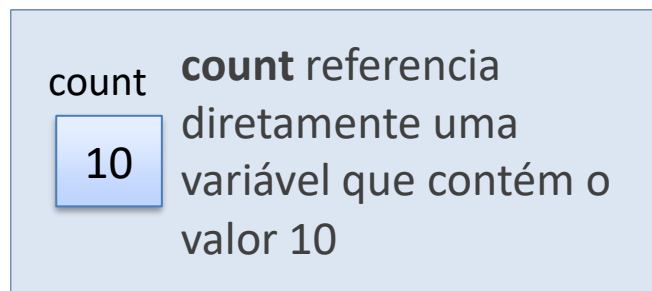 count
10
count referencia
diretamente uma
variável que contém o
valor 10